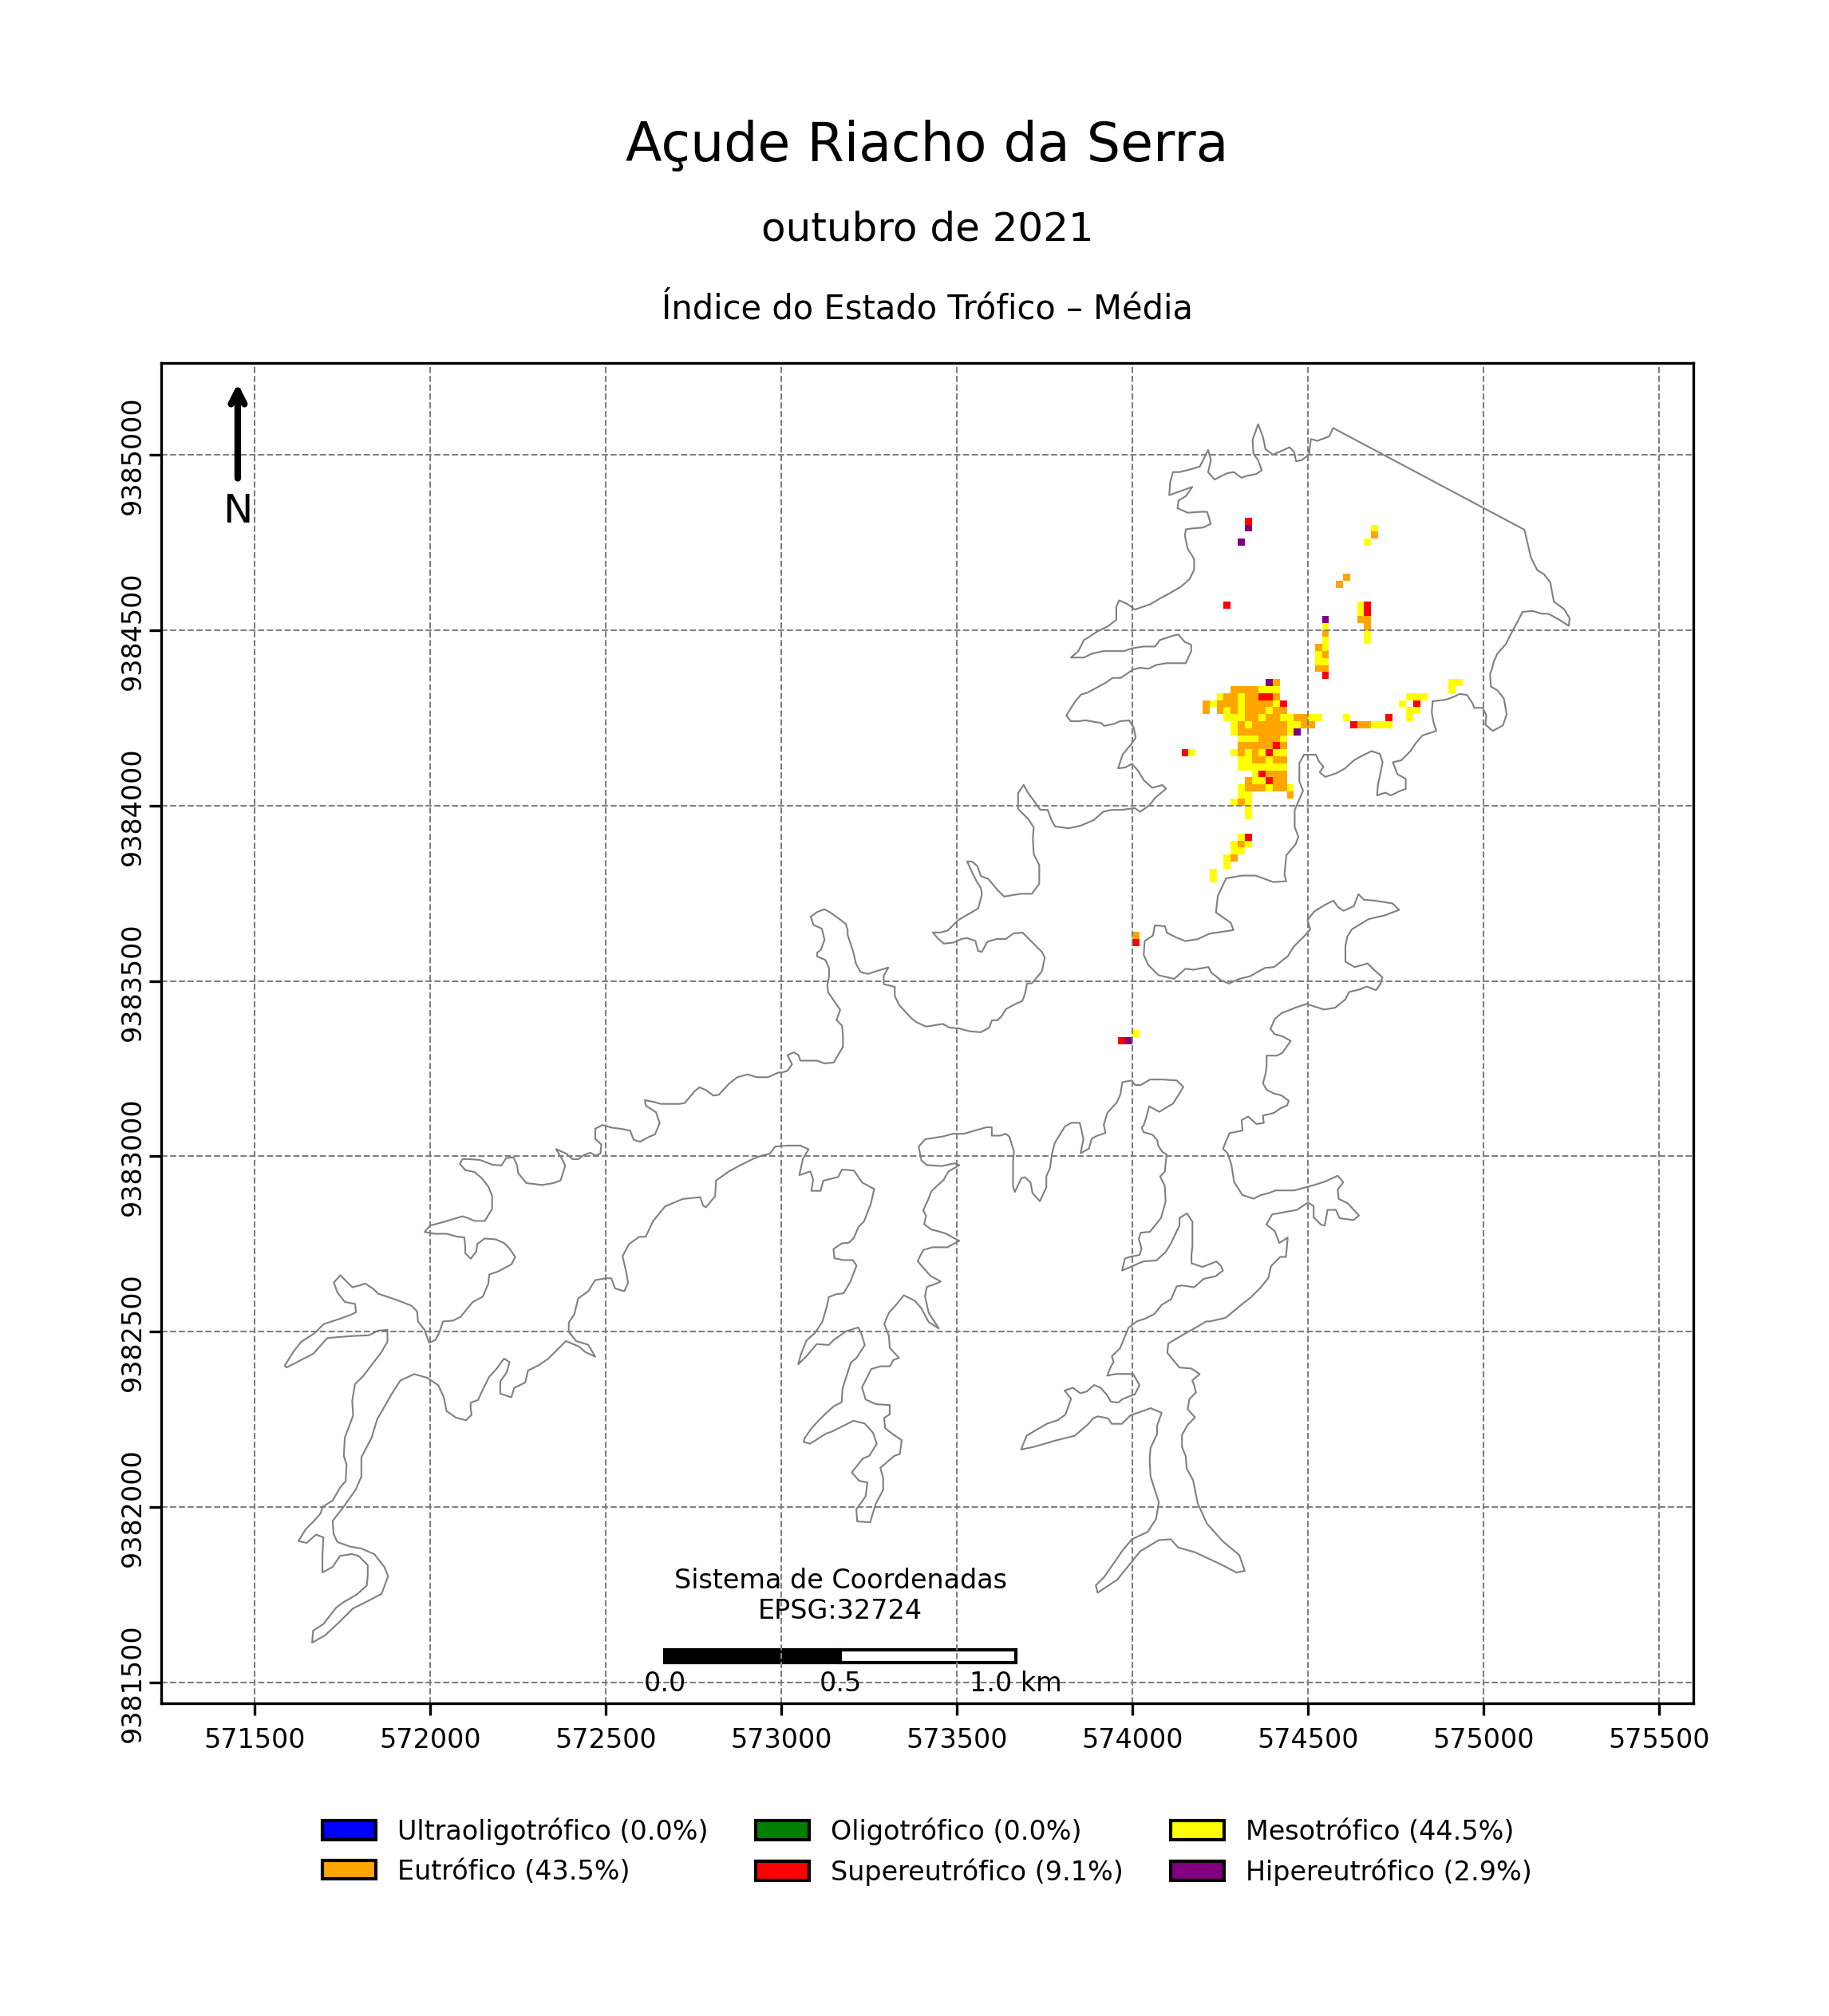 Açude Riacho da Serra
outubro de 2021
Índice do Estado Trófico – Média
N
9385000
9384500
9384000
9383500
9383000
9382500
9382000
9381500
Sistema de Coordenadas
EPSG:32724
0.0 0.5 1.0 km
571500 572000 572500 573000 573500 574000 574500 575000 575500
Ultraoligotrófico (0.0%) Oligotrófico (0.0%) Mesotrófico (44.5%)
Eutrófico (43.5%) Supereutrófico (9.1%) Hipereutrófico (2.9%)